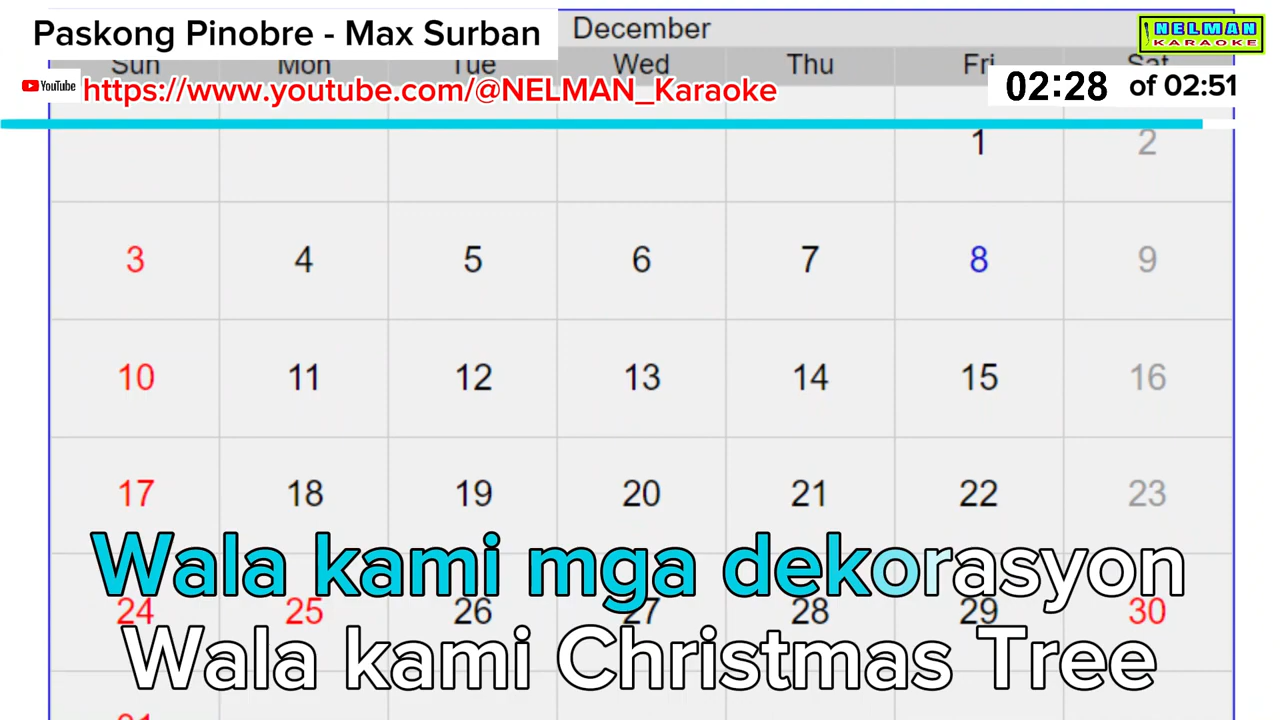 Paskong Pinobre - Max Surban
December
NELMAN
KARAOKE
Sun Mon Tue Wed Thu Fri Sat
YouTube
https://www.youtube.com/@NELMAN_Karaoke
02:28 of 02:51
1 2
3 4 5 6 7 8 9
10 11 12 13 14 15 16
17 18 19 20 21 22 23
Wala kami mga dekorasyon
24 25 26 27 28 29 30
Wala kami Christmas Tree
31